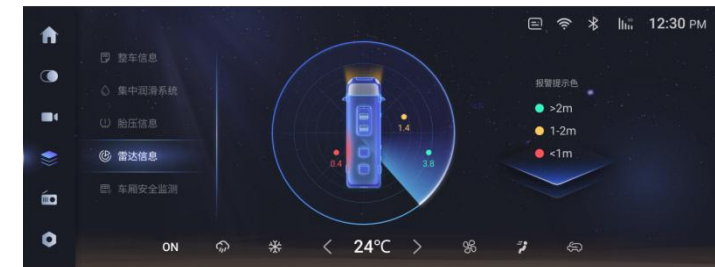 12:30 PM
整车信息
集中润滑系统
胎压信息
雷达信息
车厢安全监测
1.4
0.4
3.8
报警提示色
>2m
1-2m
<1m
ON
24°C